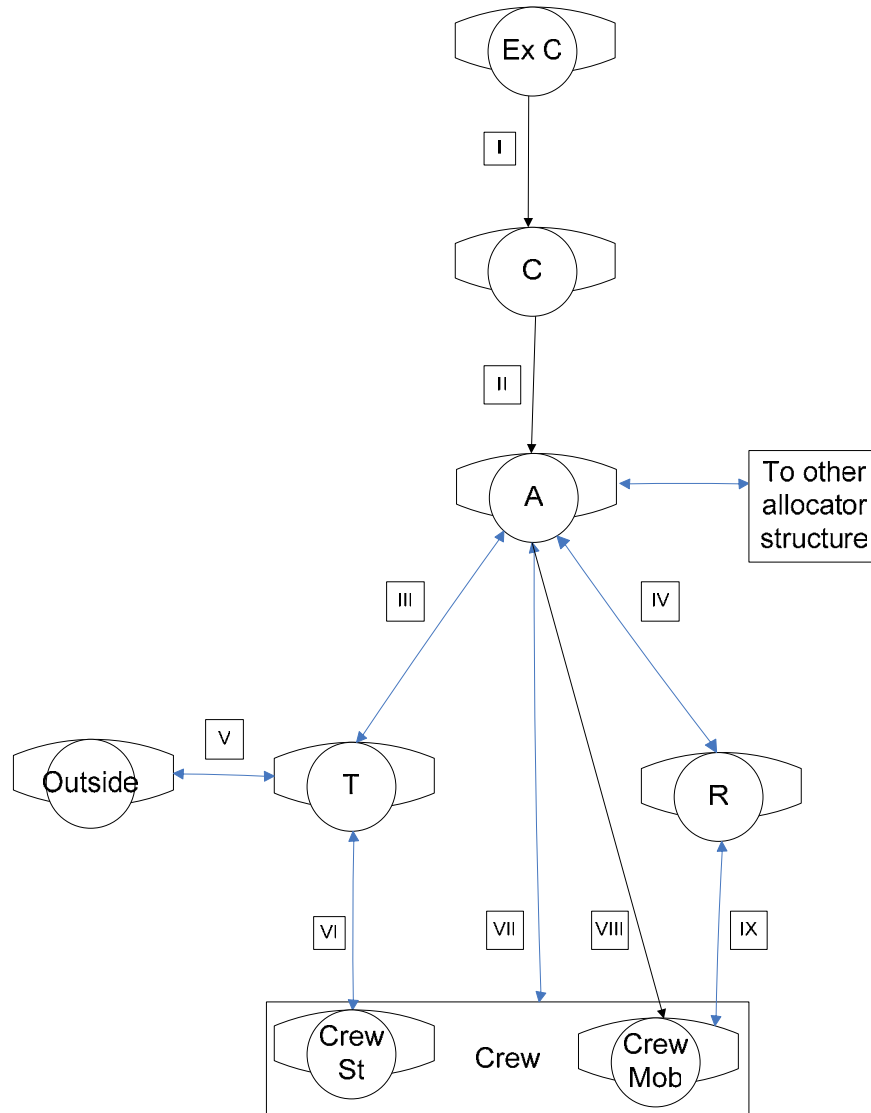 Ex C
I
C
II
A
To other
allocator
structure
III
IV
V
Outside
T
R
VI
VII
VIII
IX
Crew
St
Crew
Crew
Mob